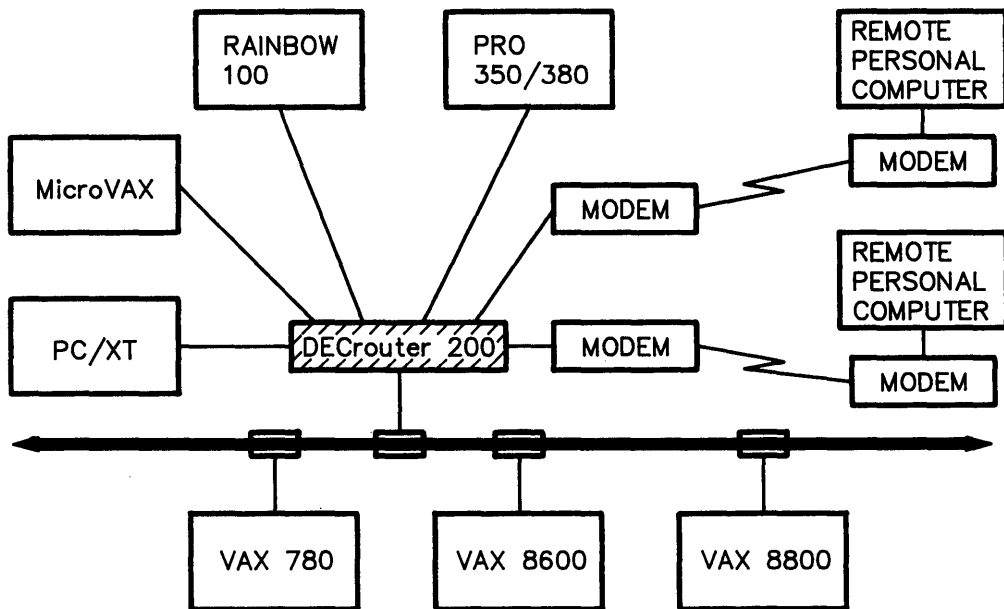 RAINBOW
100
PRO
350/380
REMOTE
PERSONAL
COMPUTER
MODEM
MicroVAX
MODEM
REMOTE
PERSONAL
COMPUTER
PC/XT
DECrouter 200
MODEM
MODEM
VAX 780
VAX 8600
VAX 8800